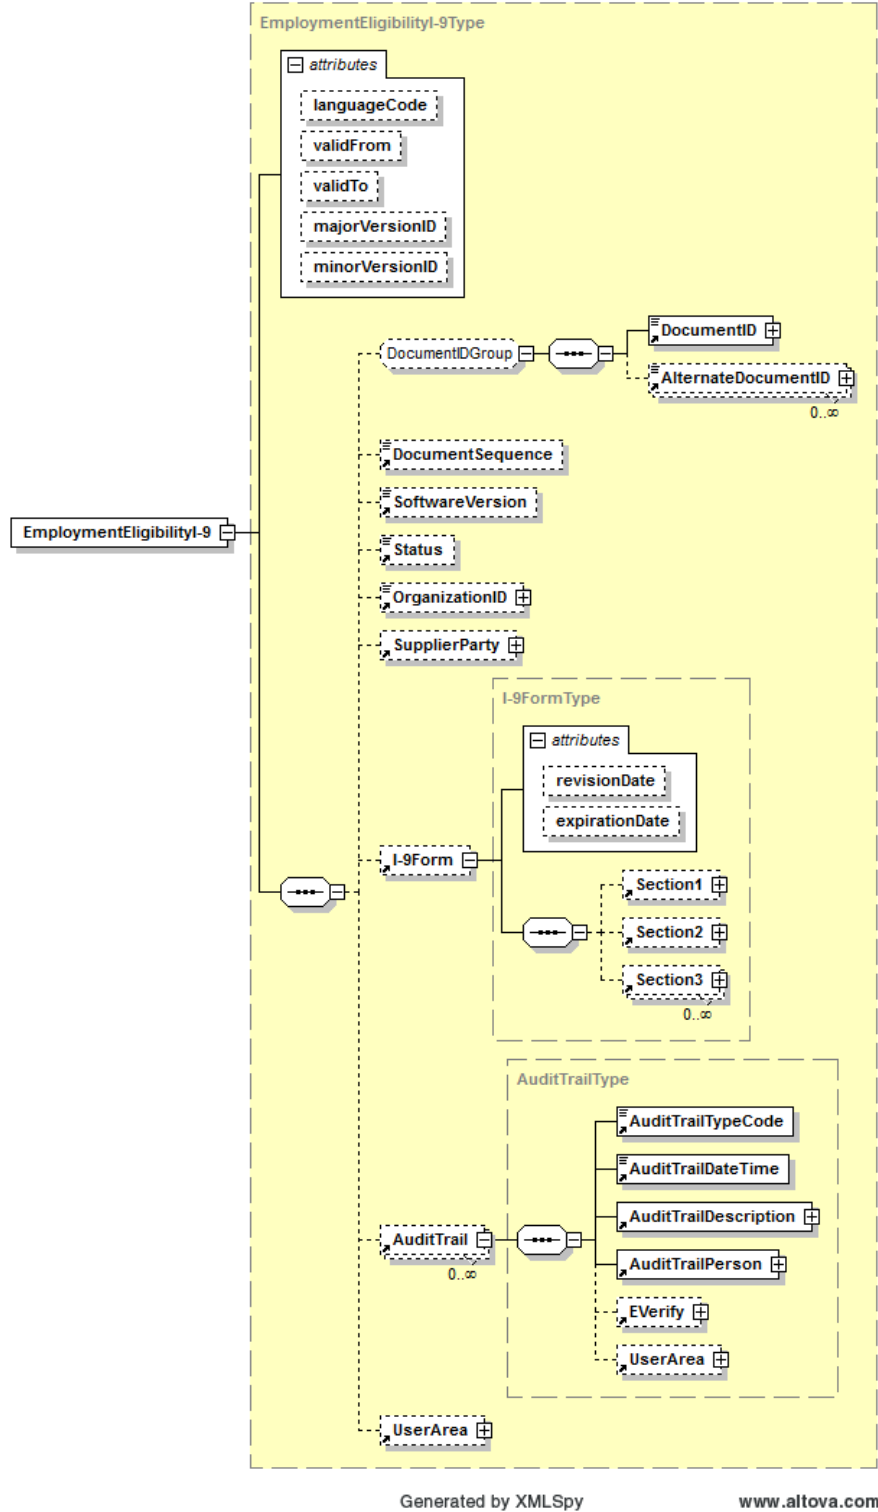 EmploymentEligibilityI-9Type
attributes
languageCode
validFrom
validTo
majorVersionID
minorVersionID
DocumentIDGroup
DocumentID
AlternateDocumentID
0..∞
DocumentSequence
SoftwareVersion
EmploymentEligibilityI-9
Status
OrganizationID
SupplierParty
I-9FormType
attributes
revisionDate
expirationDate
I-9Form
Section1
Section2
Section3
0..∞
AuditTrailType
AuditTrailTypeCode
AuditTrailDateTime
AuditTrailDescription
AuditTrail
0..∞
AuditTrailPerson
EVerify
UserArea
UserArea
Generated by XMLSpy www.altova.com